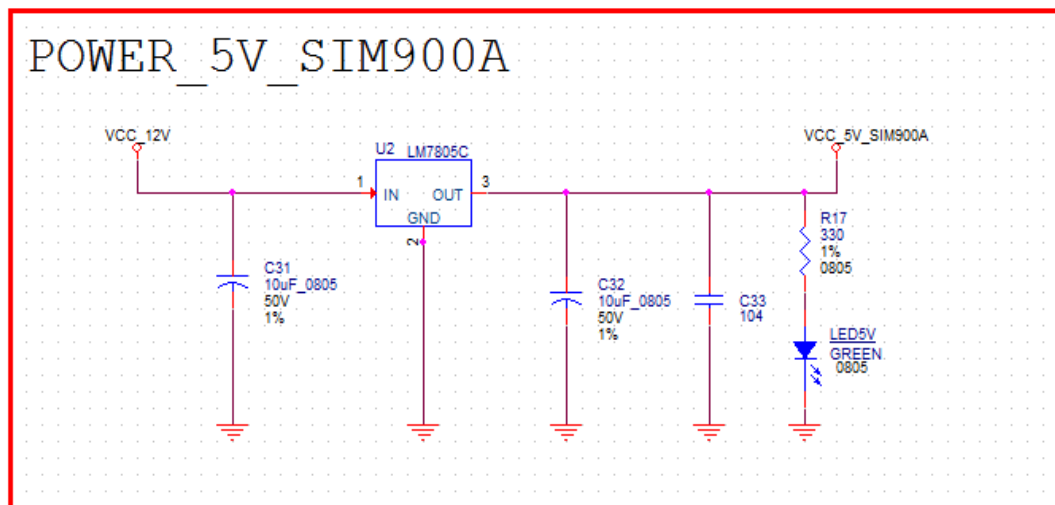 POWER_5V_SIM900A
VCC_12V
U2 LM7805C
1
IN OUT
3
GND
2
VCC_5V_SIM900A
C31
10uF_0805
50V
1%
C32
10uF_0805
50V
1%
C33
104
R17
330
1%
0805
LED5V
GREEN
0805